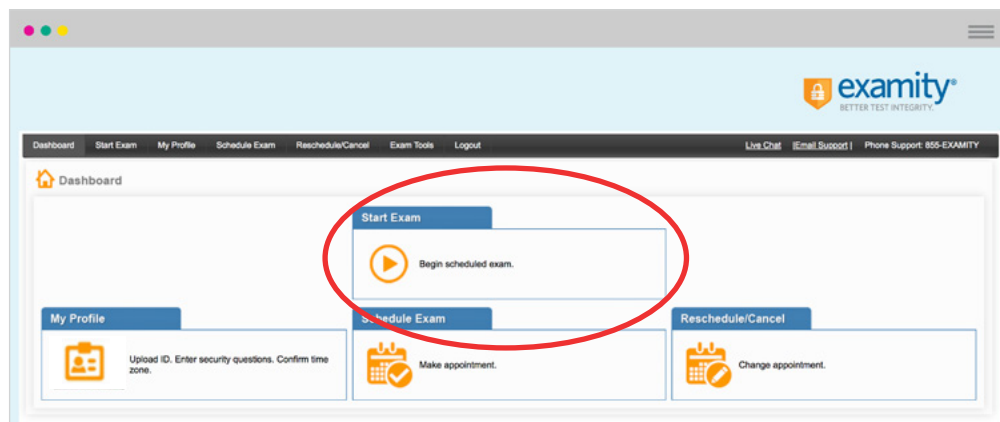 examity®
BETTER TEST INTEGRITY.
Dashboard Start Exam My Profile Schedule Exam Reschedule/Cancel Exam Tools Logout Live Chat |Email Support| Phone Support: 855-EXAMITY
Dashboard
Start Exam
Begin scheduled exam.
My Profile
Upload ID. Enter security questions. Confirm time
zone.
Schedule Exam
Make appointment.
Reschedule/Cancel
Change appointment.